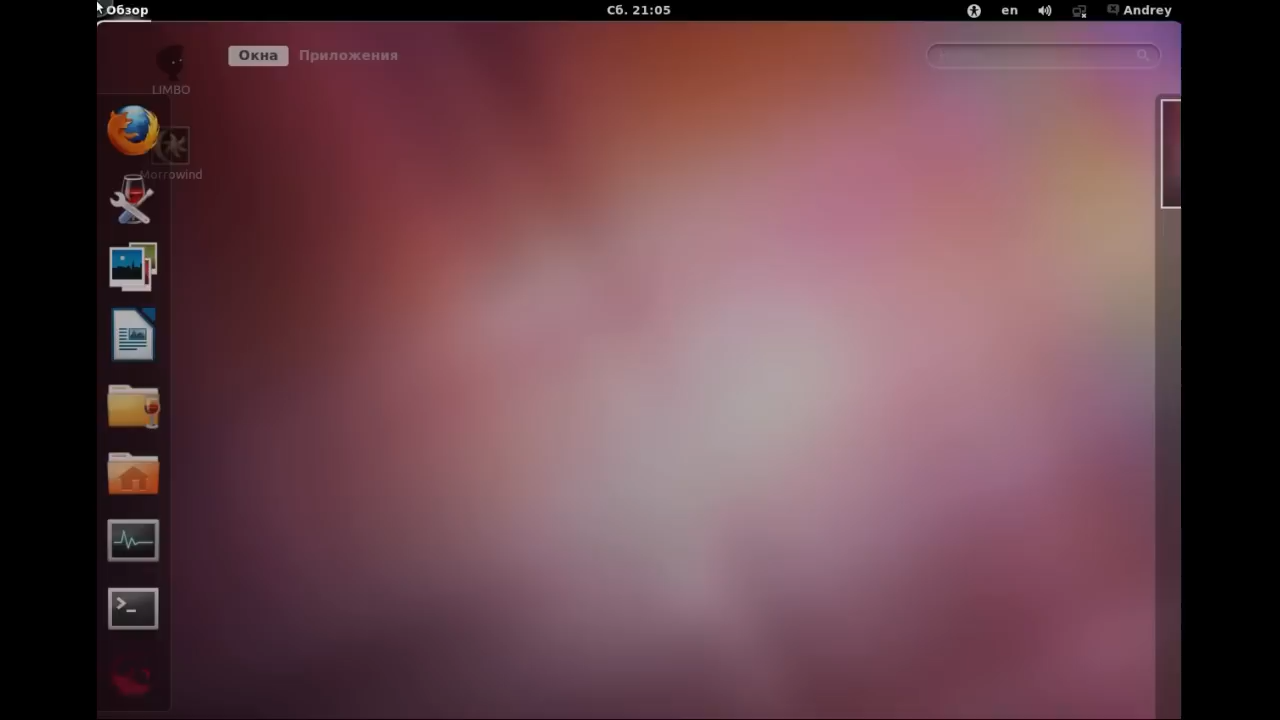 Обзор
Сб. 21:05
en
Andrey
Окна Приложения
LIMBO
Morrowind